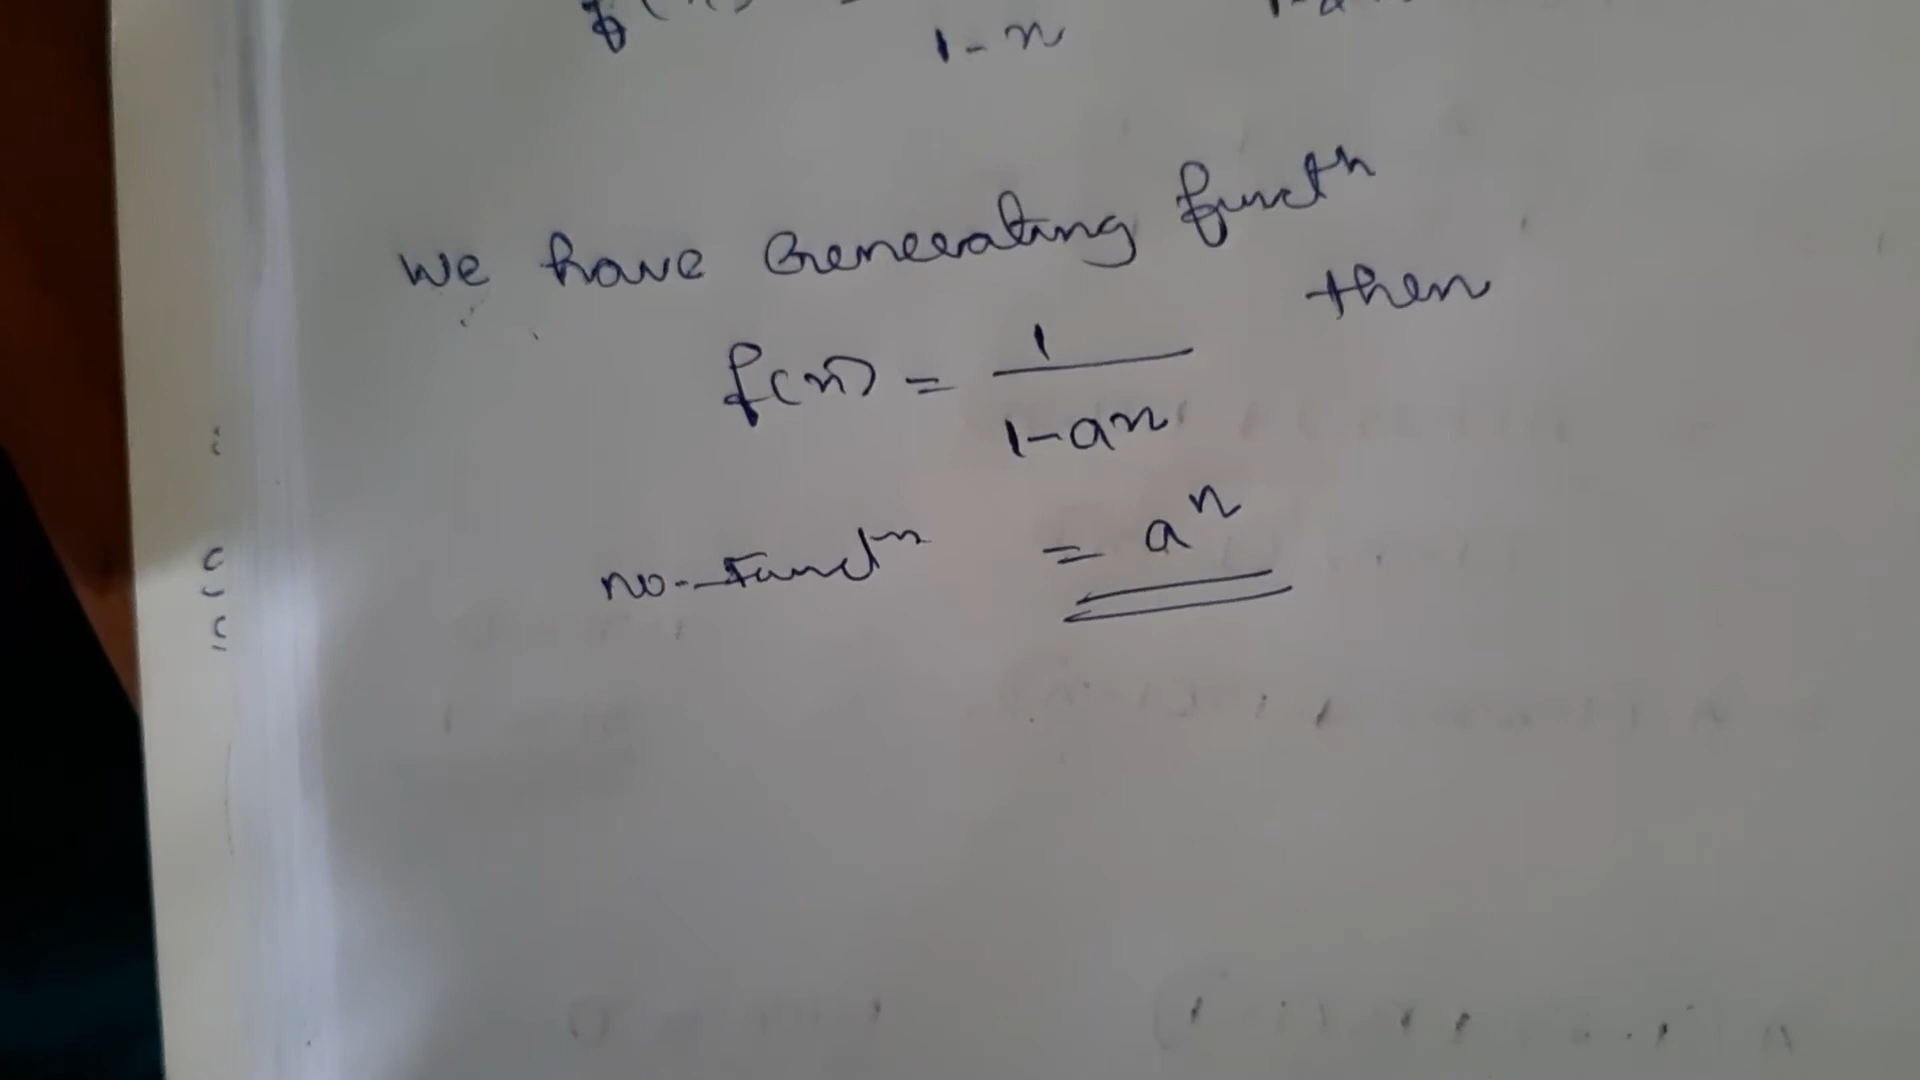 1-x
we have Generating functn
then
f(x) = 1/(1-ax)
no-functn = a^n